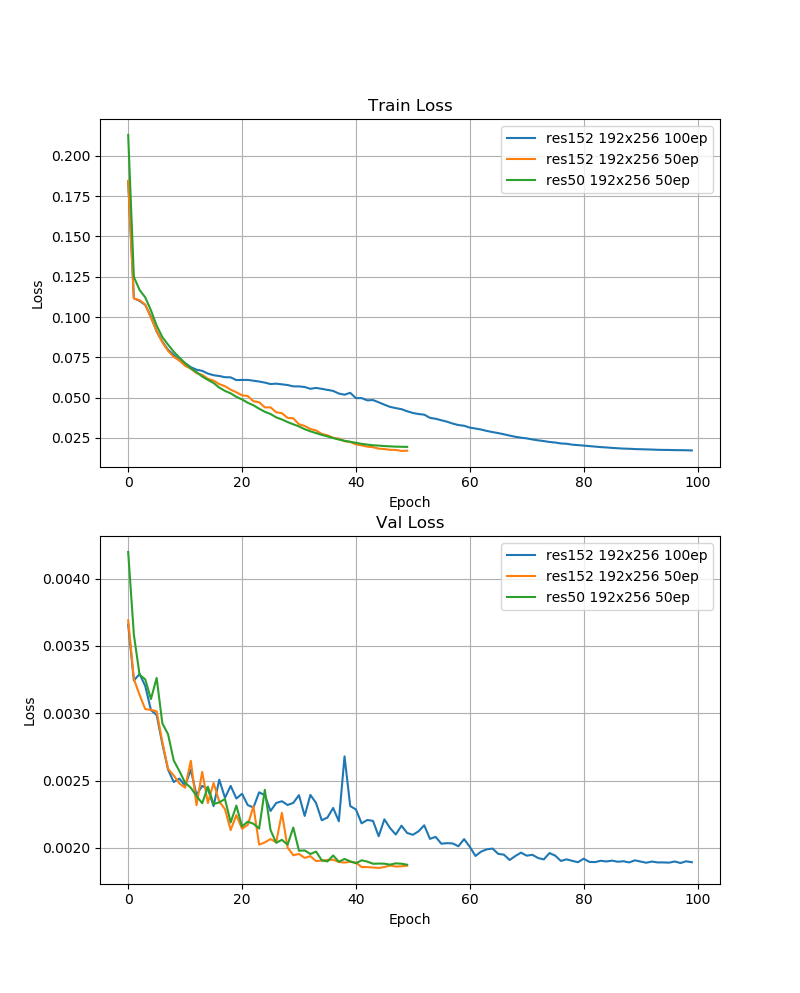 Train Loss
0.200
0.175
0.150
0.125
0.100
0.075
0.050
0.025
Loss
res152 192x256 100ep
res152 192x256 50ep
res50 192x256 50ep
0 20 40 60 80 100
Epoch
Val Loss
0.0040
0.0035
0.0030
0.0025
0.0020
Loss
res152 192x256 100ep
res152 192x256 50ep
res50 192x256 50ep
0 20 40 60 80 100
Epoch